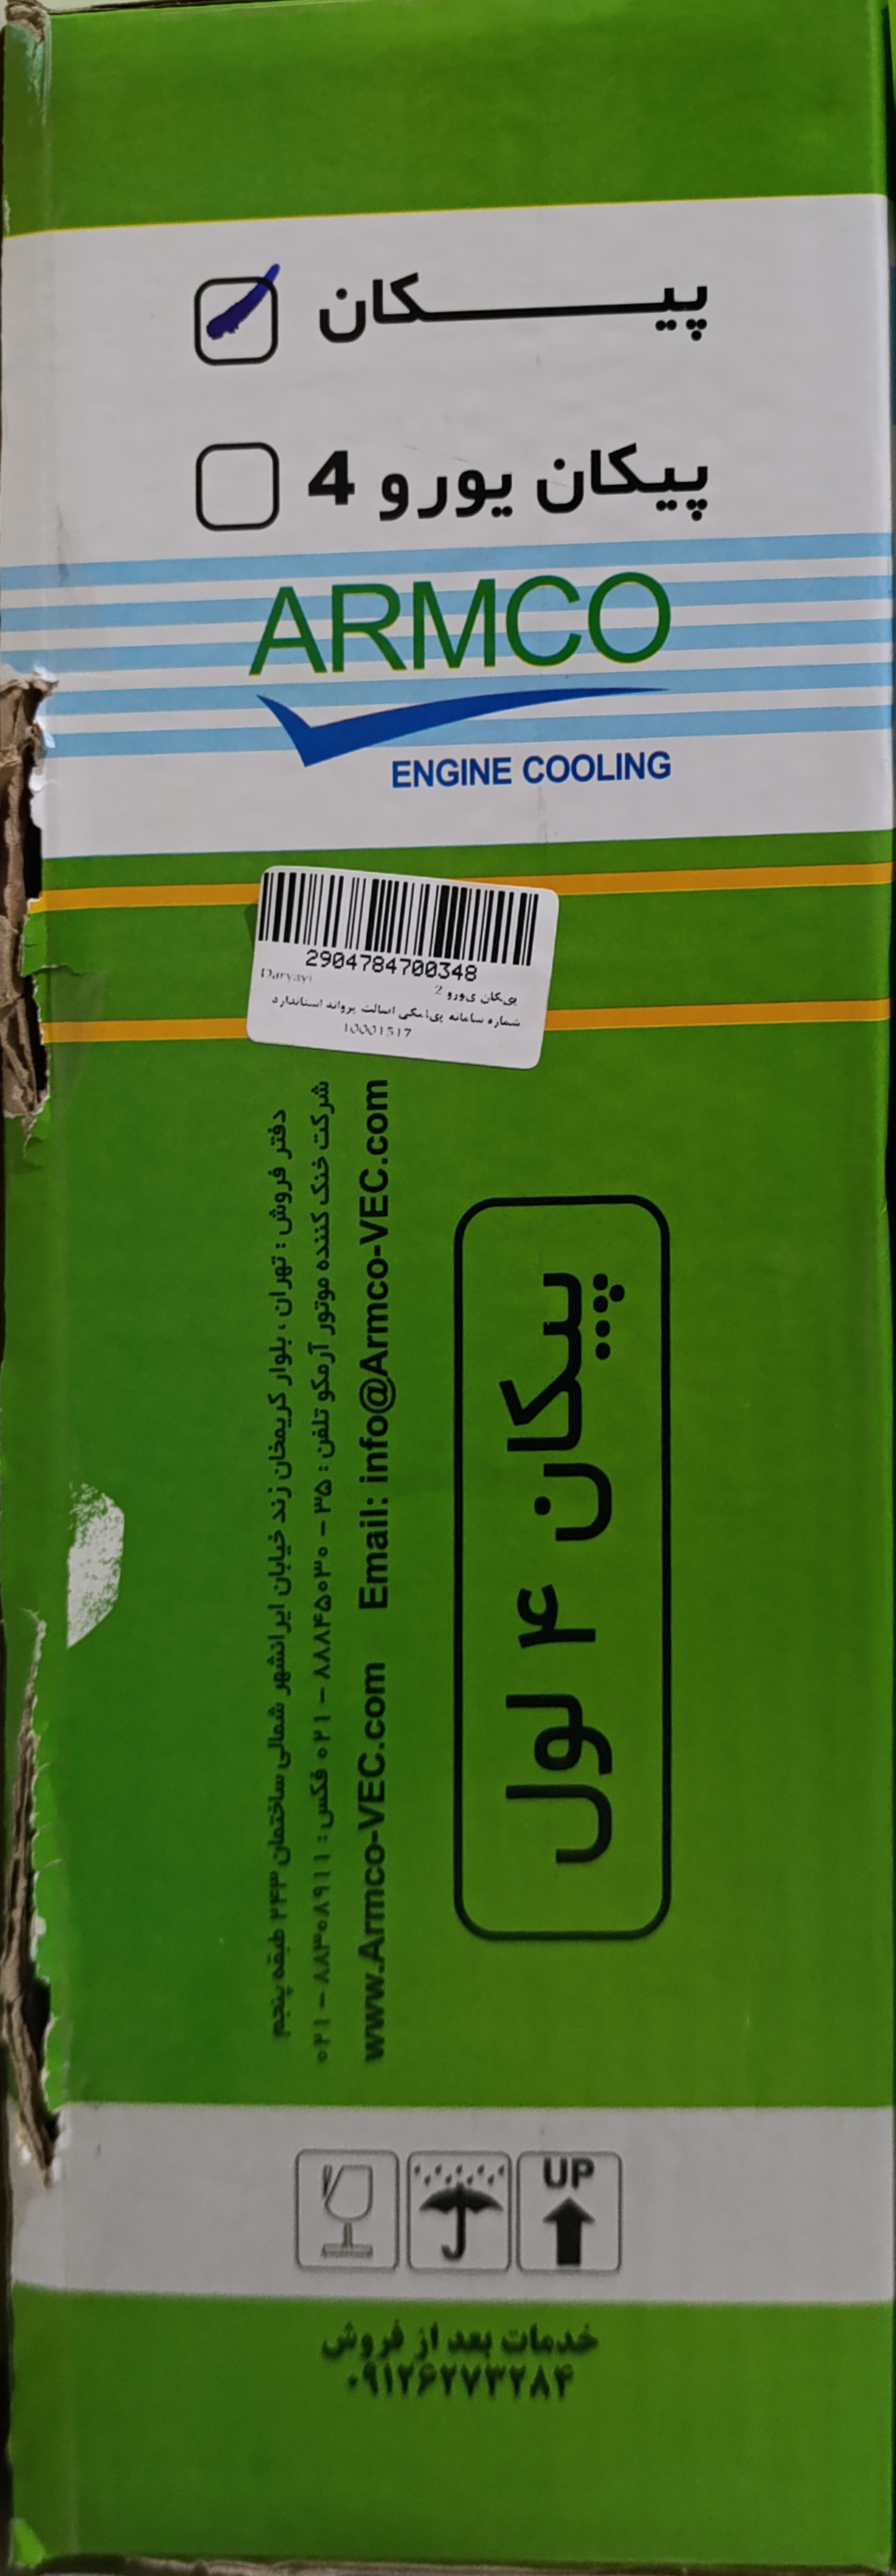 پیکان
پیکان یورو 4
ARMCO
ENGINE COOLING
2904784700348
Daryayi
پیکان یورو 2
شماره سامانه پیامکی اصالت پروانه استاندارد
10001517
پیکان ۴ لول
www.Armco-VEC.com Email: info@Armco-VEC.com
شرکت خنک کننده موتور آرمکو تلفن : ۳۵ - ۸۸۸۴۵۰۳۰ - ۰۲۱ فکس : ۸۸۳۰۸۹۱۱ - ۰۲۱
دفتر فروش : تهران ، بلوار کریمخان زند خیابان ایرانشهر شمالی ساختمان ۲۴۳ طبقه پنجم
UP
خدمات بعد از فروش
۰۹۱۲۶۲۷۳۲۸۴